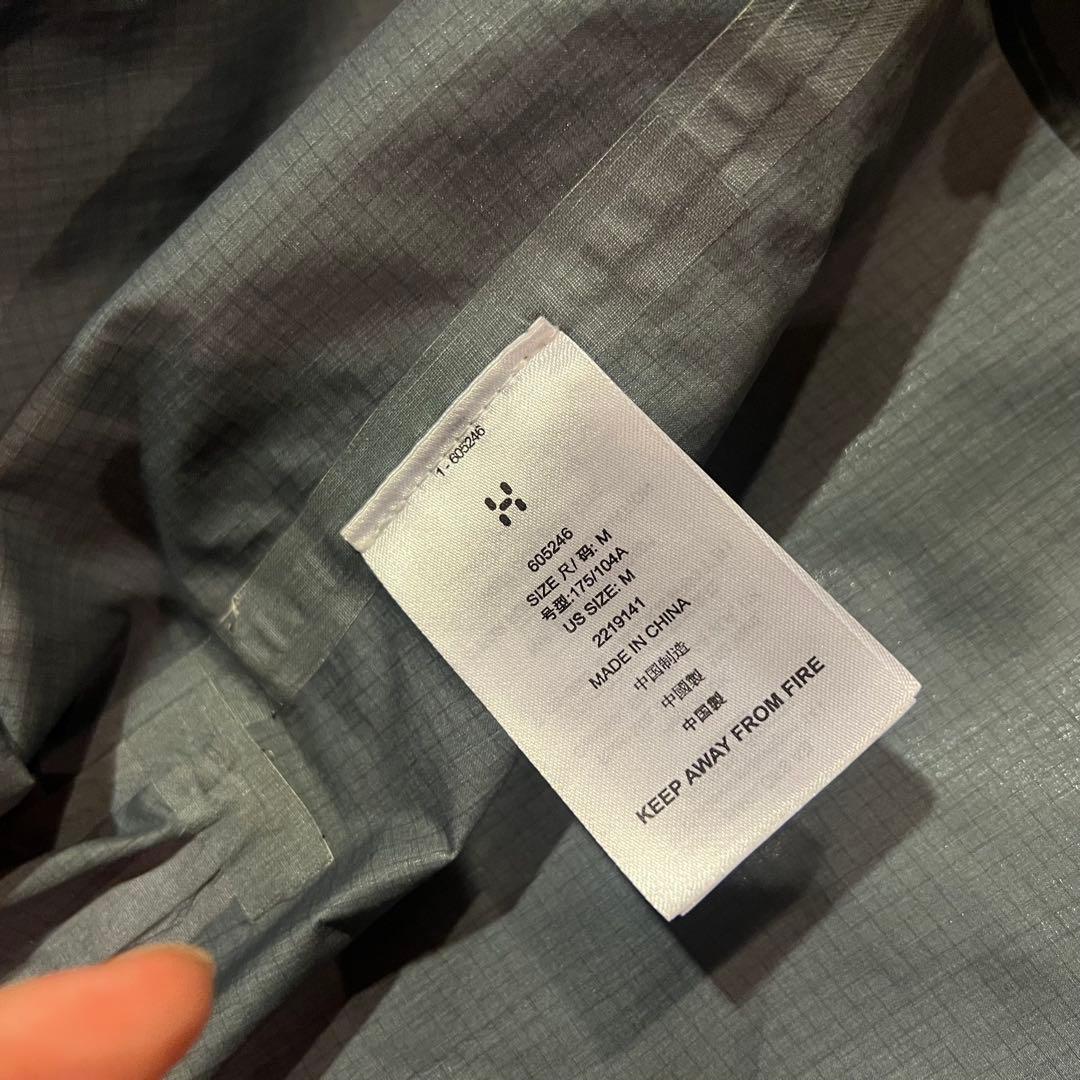 1 - 605246
605246
SIZE 尺/ 码: M
号型:175/104A
US SIZE: M
2219141
MADE IN CHINA
中国制造
中國製
中国製
KEEP AWAY FROM FIRE